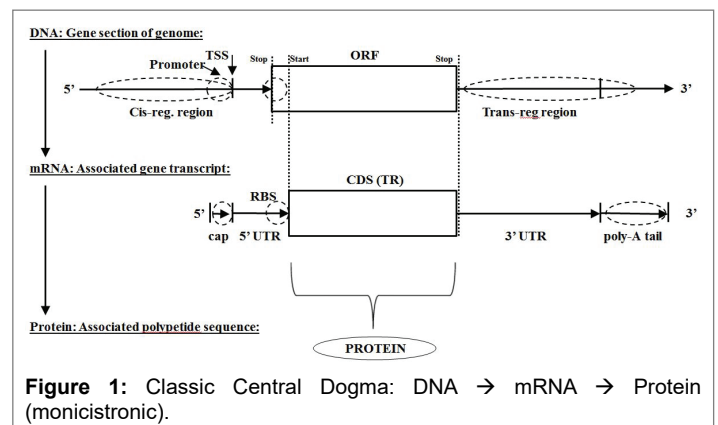 DNA: Gene section of genome:
TSS Stop Start ORF Stop
Promoter
5’ 3’
Cis-reg. region Trans-reg region
mRNA: Associated gene transcript:
CDS (TR)
RBS
5’ 3’
cap 5’ UTR 3’ UTR poly-A tail
Protein: Associated polypetide sequence:
PROTEIN
Figure 1: Classic Central Dogma: DNA → mRNA → Protein
(monicistronic).